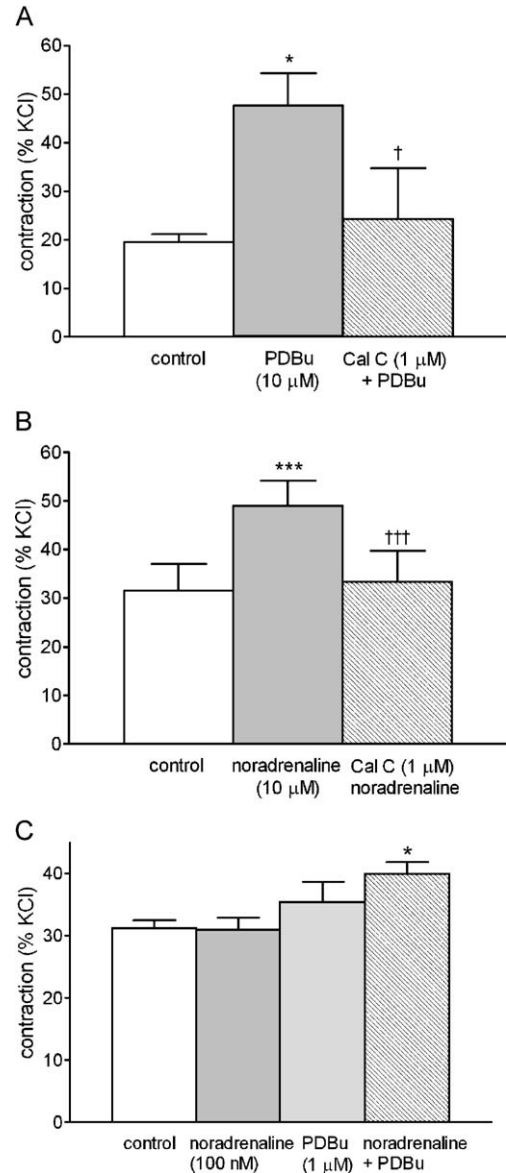 A
contraction (% KCl)
60
50
40
30
20
10
0
*
†
control
PDBu
(10 μM)
Cal C (1 μM)
+ PDBu
B
contraction (% KCl)
60
50
40
30
20
10
0
***
†††
control
noradrenaline
(10 μM)
Cal C (1 μM)
noradrenaline
C
contraction (% KCl)
40
30
20
10
0
*
control
noradrenaline
(100 nM)
PDBu
(1 μM)
noradrenaline
+ PDBu